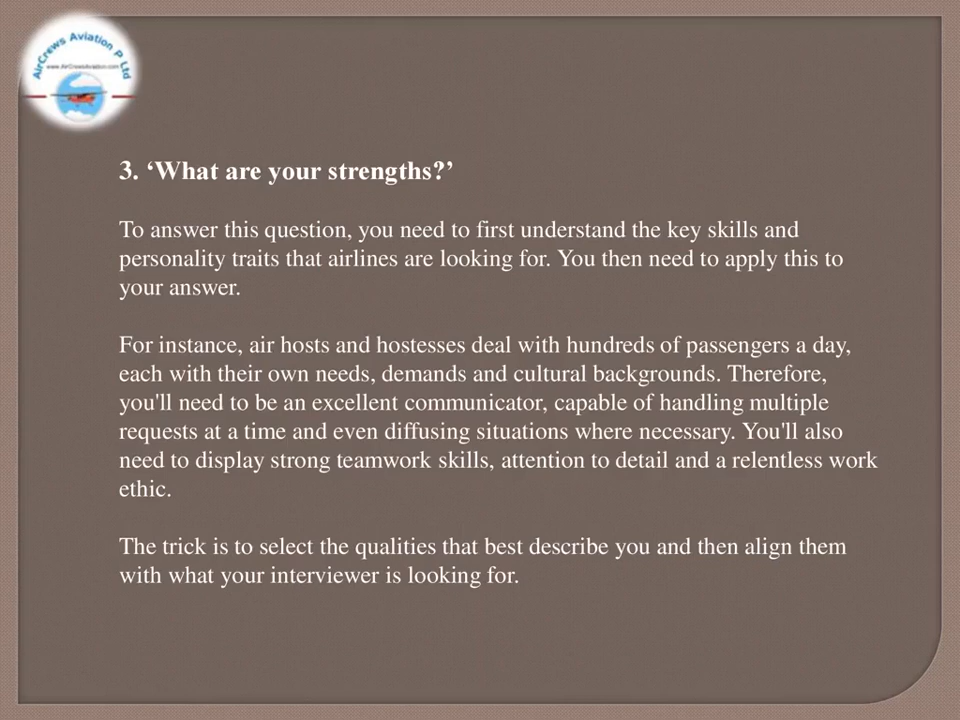 AirCrews Aviation P Ltd
www.AirCrewsAviation.com
3. ‘What are your strengths?’
To answer this question, you need to first understand the key skills and
personality traits that airlines are looking for. You then need to apply this to
your answer.
For instance, air hosts and hostesses deal with hundreds of passengers a day,
each with their own needs, demands and cultural backgrounds. Therefore,
you'll need to be an excellent communicator, capable of handling multiple
requests at a time and even diffusing situations where necessary. You'll also
need to display strong teamwork skills, attention to detail and a relentless work
ethic.
The trick is to select the qualities that best describe you and then align them
with what your interviewer is looking for.